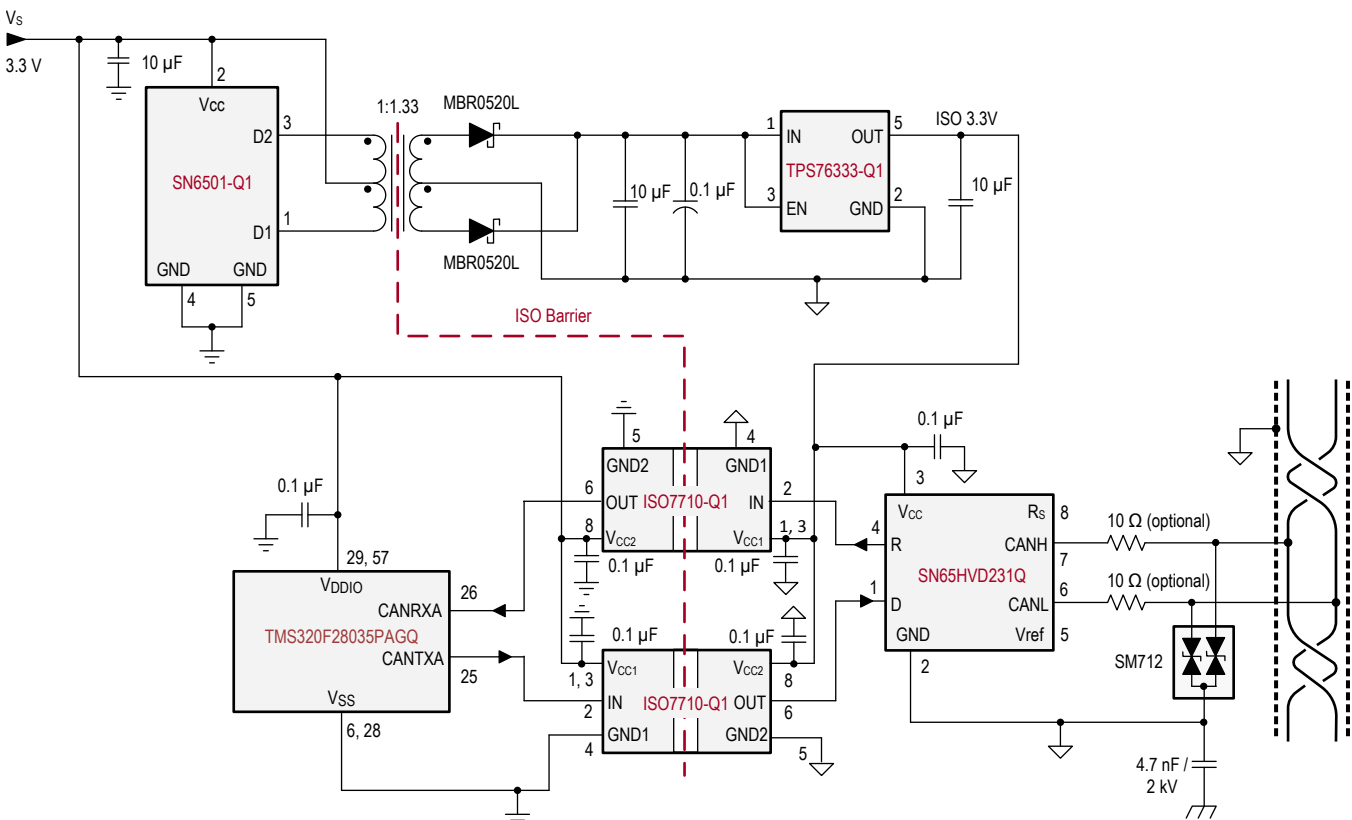 VS
3.3 V
10 µF
2
Vcc
D2
3
SN6501-Q1
D1
1
GND
GND
4
5
1:1.33
MBR0520L
MBR0520L
10 µF
0.1 µF
1
IN
OUT
5
TPS76333-Q1
3
EN
GND
2
ISO 3.3V
10 µF
ISO Barrier
0.1 µF
29, 57
VDDIO
CANRXA
26
TMS320F28035PAGQ
CANTXA
25
VSS
6, 28
5
4
GND2
GND1
6
OUT
ISO7710-Q1
IN
2
8
VCC2
VCC1
1, 3
0.1 µF
0.1 µF
0.1 µF
0.1 µF
VCC1
VCC2
1, 3
8
IN
ISO7710-Q1
OUT
2
6
GND1
GND2
4
5
0.1 µF
3
VCC
RS
8
4
R
CANH
7
SN65HVD231Q
1
D
CANL
6
GND
Vref
5
2
10 Ω (optional)
10 Ω (optional)
SM712
4.7 nF /
2 kV